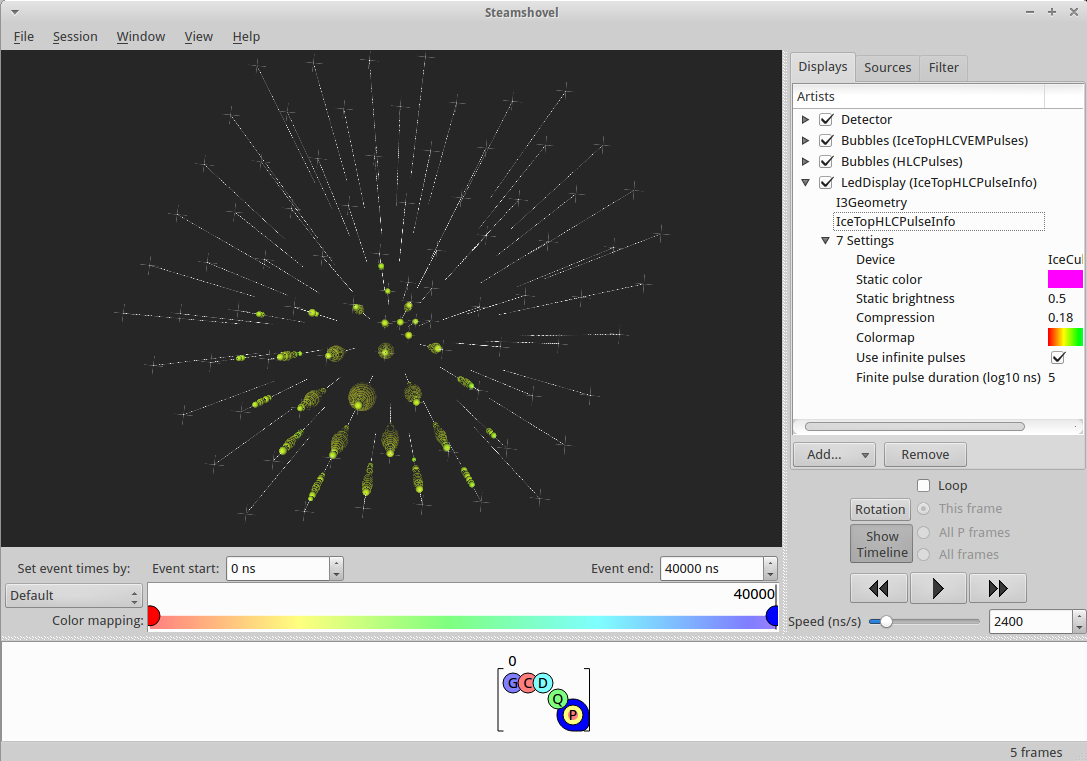 Steamshovel
File Session Window View Help
Displays Sources Filter
Artists
Detector
Bubbles (IceTopHLCVEMPulses)
Bubbles (HLCPulses)
LedDisplay (IceTopHLCPulseInfo)
I3Geometry
IceTopHLCPulseInfo
7 Settings
Device IceCu
Static color
Static brightness 0.5
Compression 0.18
Colormap
Use infinite pulses
Finite pulse duration (log10 ns) 5
Add... Remove
Loop
Rotation This frame
Show Timeline All P frames
All frames
Set event times by: Event start: 0 ns Event end: 40000 ns
Default 40000
Color mapping:
Speed (ns/s) 2400
0
G C D
Q
P
5 frames